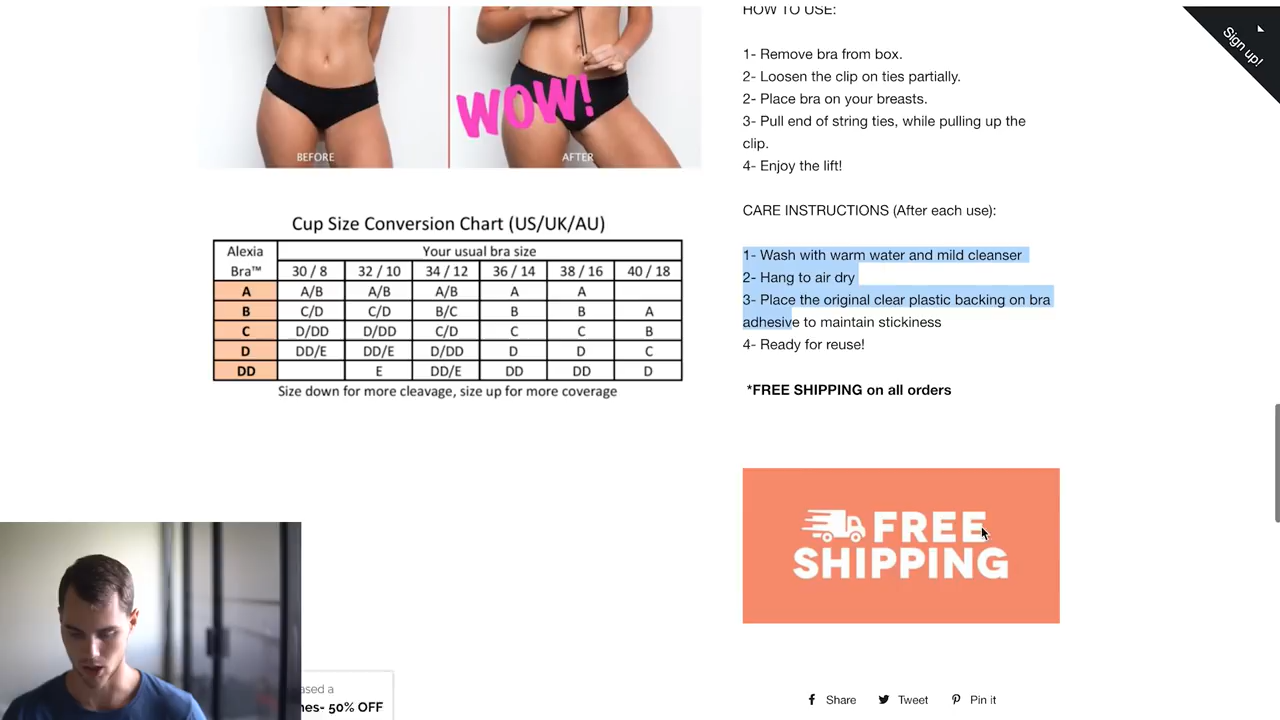 HOW TO USE:
Sign up!
1- Remove bra from box.
2- Loosen the clip on ties partially.
2- Place bra on your breasts.
3- Pull end of string ties, while pulling up the
clip.
4- Enjoy the lift!
WOW!
BEFORE
AFTER
CARE INSTRUCTIONS (After each use):
1- Wash with warm water and mild cleanser
2- Hang to air dry
3- Place the original clear plastic backing on bra
adhesive to maintain stickiness
4- Ready for reuse!
*FREE SHIPPING on all orders
Cup Size Conversion Chart (US/UK/AU)
Alexia Your usual bra size
Bra™ 30 / 8 32 / 10 34 / 12 36 / 14 38 / 16 40 / 18
A A/B A/B A/B A A
B C/D C/D B/C B B A
C D/DD D/DD C/D C C B
D DD/E DD/E D/DD D D C
DD E DD/E DD DD D
Size down for more cleavage, size up for more coverage
FREE
SHIPPING
ased a
nes- 50% OFF
Share Tweet Pin it